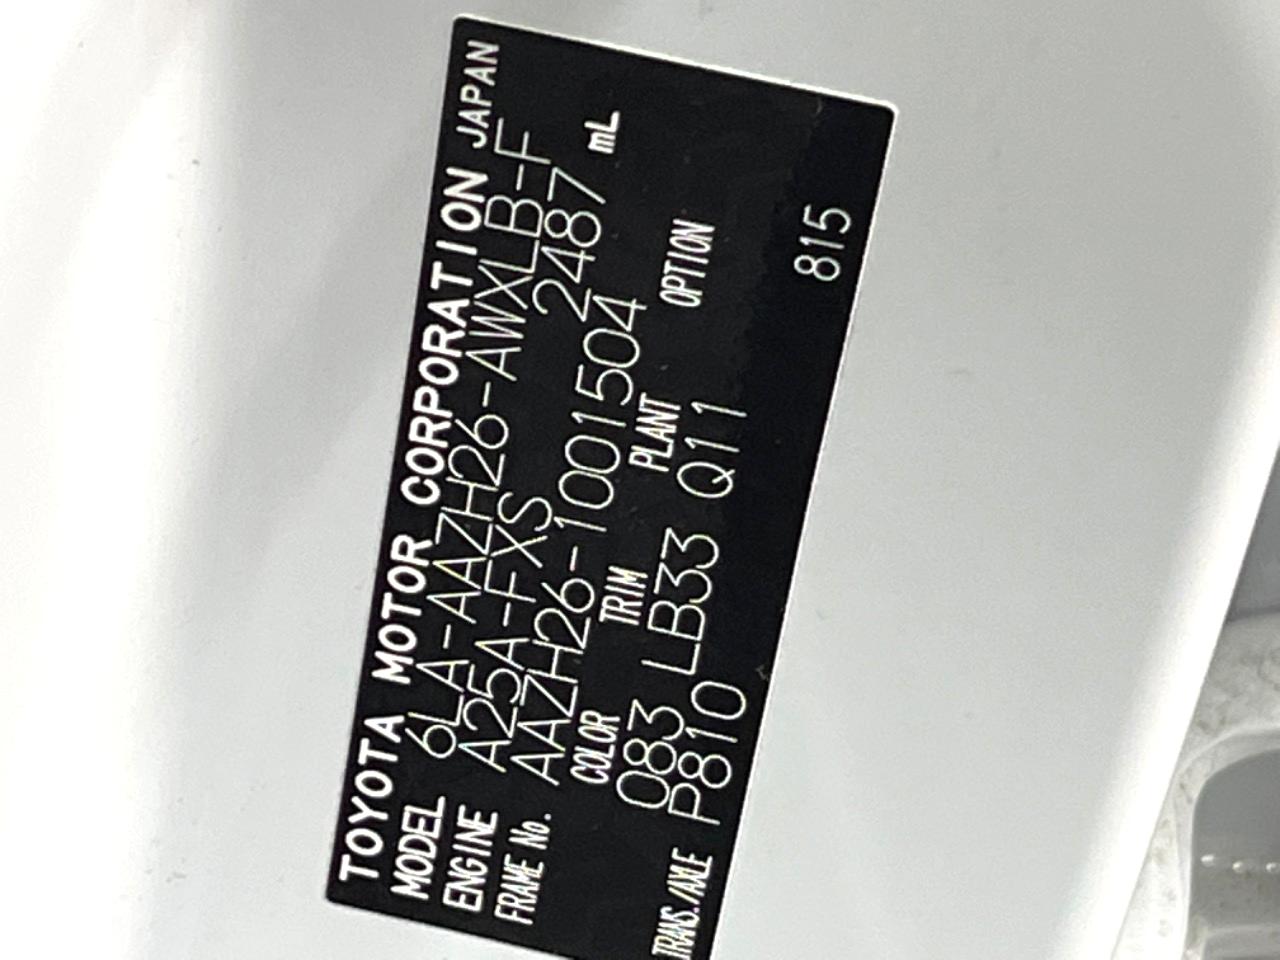 TOYOTA MOTOR CORPORATION JAPAN
MODEL 6LA-AAZH26-AWXLB-F
ENGINE A25A-FXS 2487 mL
FRAME No. AAZH26-1001504
COLOR TRIM PLANT OPTION
083 LB33 Q11
TRANS./AXLE P810 815